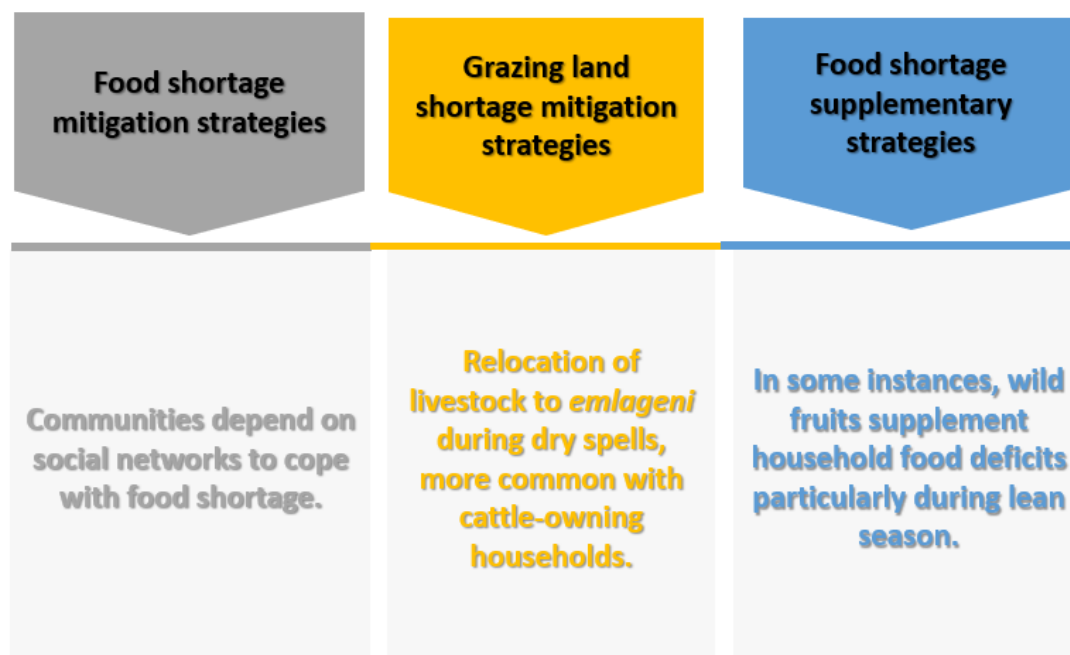 Food shortage
mitigation strategies
Grazing land
shortage mitigation
strategies
Food shortage
supplementary
strategies
Communities depend on
social networks to cope
with food shortage.
Relocation of
livestock to emlageni
during dry spells,
more common with
cattle-owning
households.
In some instances, wild
fruits supplement
household food deficits
particularly during lean
season.